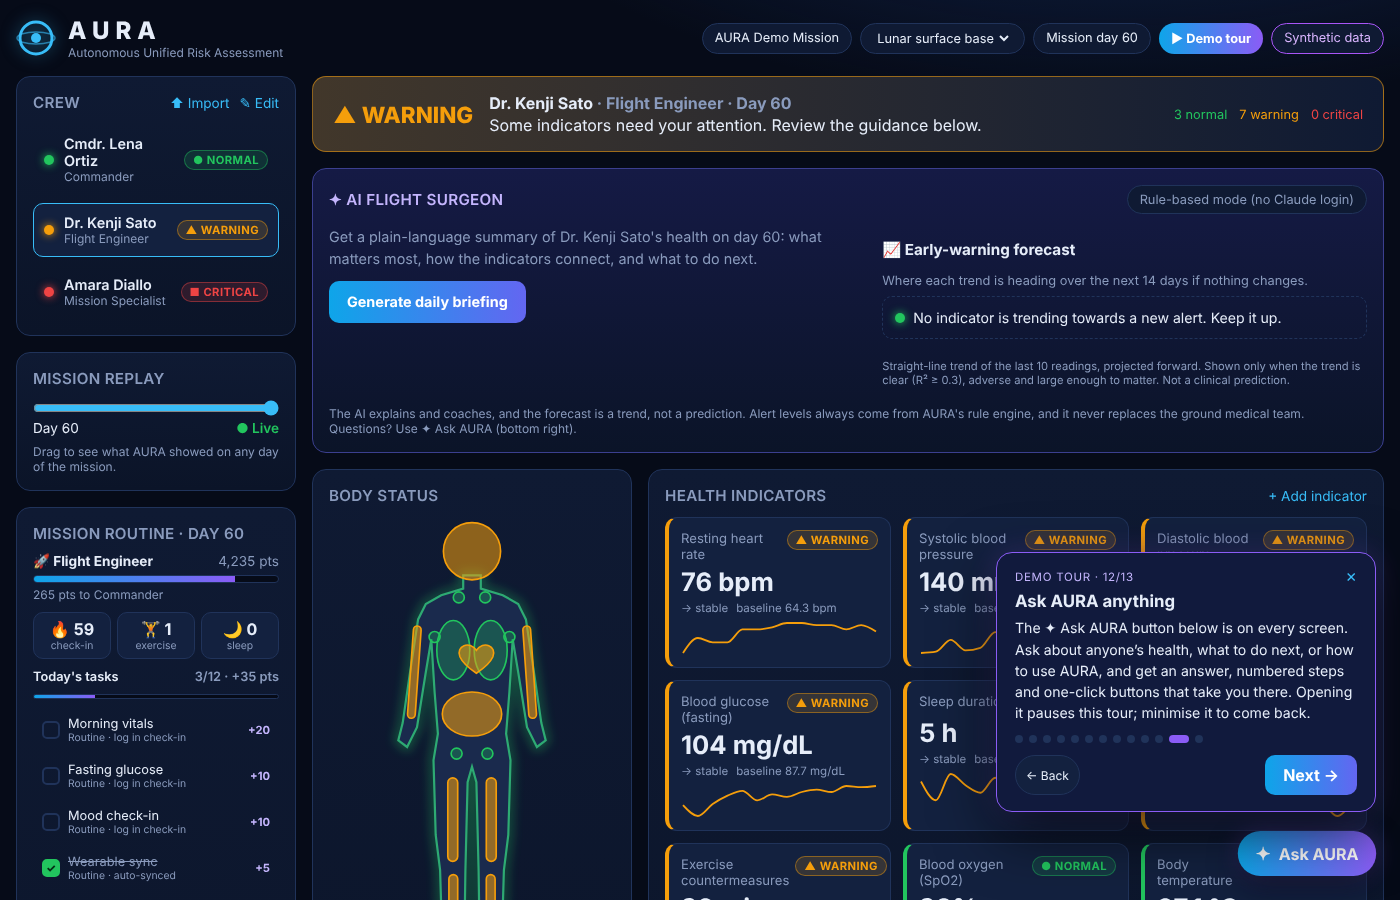 AURA
Autonomous Unified Risk Assessment
AURA Demo Mission
Lunar surface base
Mission day 60
▶ Demo tour
Synthetic data
CREW
⬆ Import ✎ Edit
Cmdr. Lena
Ortiz
Commander
● NORMAL
Dr. Kenji Sato
Flight Engineer
▲ WARNING
Amara Diallo
Mission Specialist
■ CRITICAL
MISSION REPLAY
Day 60
● Live
Drag to see what AURA showed on any day
of the mission.
MISSION ROUTINE · DAY 60
🚀 Flight Engineer 4,235 pts
265 pts to Commander
🔥 59
check-in
🏋 1
exercise
🌙 0
sleep
Today's tasks 3/12 · +35 pts
Morning vitals
Routine · log in check-in
+20
Fasting glucose
Routine · log in check-in
+10
Mood check-in
Routine · log in check-in
+10
Wearable sync
Routine · auto-synced
+5
▲ WARNING
Dr. Kenji Sato · Flight Engineer · Day 60
Some indicators need your attention. Review the guidance below.
3 normal 7 warning 0 critical
✦ AI FLIGHT SURGEON
Rule-based mode (no Claude login)
Get a plain-language summary of Dr. Kenji Sato's health on day 60: what
matters most, how the indicators connect, and what to do next.
Generate daily briefing
📈 Early-warning forecast
Where each trend is heading over the next 14 days if nothing changes.
No indicator is trending towards a new alert. Keep it up.
Straight-line trend of the last 10 readings, projected forward. Shown only when the trend is
clear (R² ≥ 0.3), adverse and large enough to matter. Not a clinical prediction.
The AI explains and coaches, and the forecast is a trend, not a prediction. Alert levels always come from AURA's rule engine, and it never replaces the ground medical team.
Questions? Use ✦ Ask AURA (bottom right).
BODY STATUS
HEALTH INDICATORS
+ Add indicator
Resting heart
rate
▲ WARNING
76 bpm
→ stable baseline 64.3 bpm
Systolic blood
pressure
▲ WARNING
140
→ stable
Diastolic blood
▲ WARNING
Blood glucose
(fasting)
▲ WARNING
104 mg/dL
→ stable baseline 87.7 mg/dL
Sleep
5 h
→ stable
Exercise
countermeasures
▲ WARNING
Blood oxygen
(SpO2)
● NORMAL
Body
temperature
DEMO TOUR · 12/13
✕
Ask AURA anything
The ✦ Ask AURA button below is on every screen.
Ask about anyone's health, what to do next, or how
to use AURA, and get an answer, numbered steps
and one-click buttons that take you there. Opening
it pauses this tour; minimise it to come back.
← Back
Next →
✦ Ask AURA